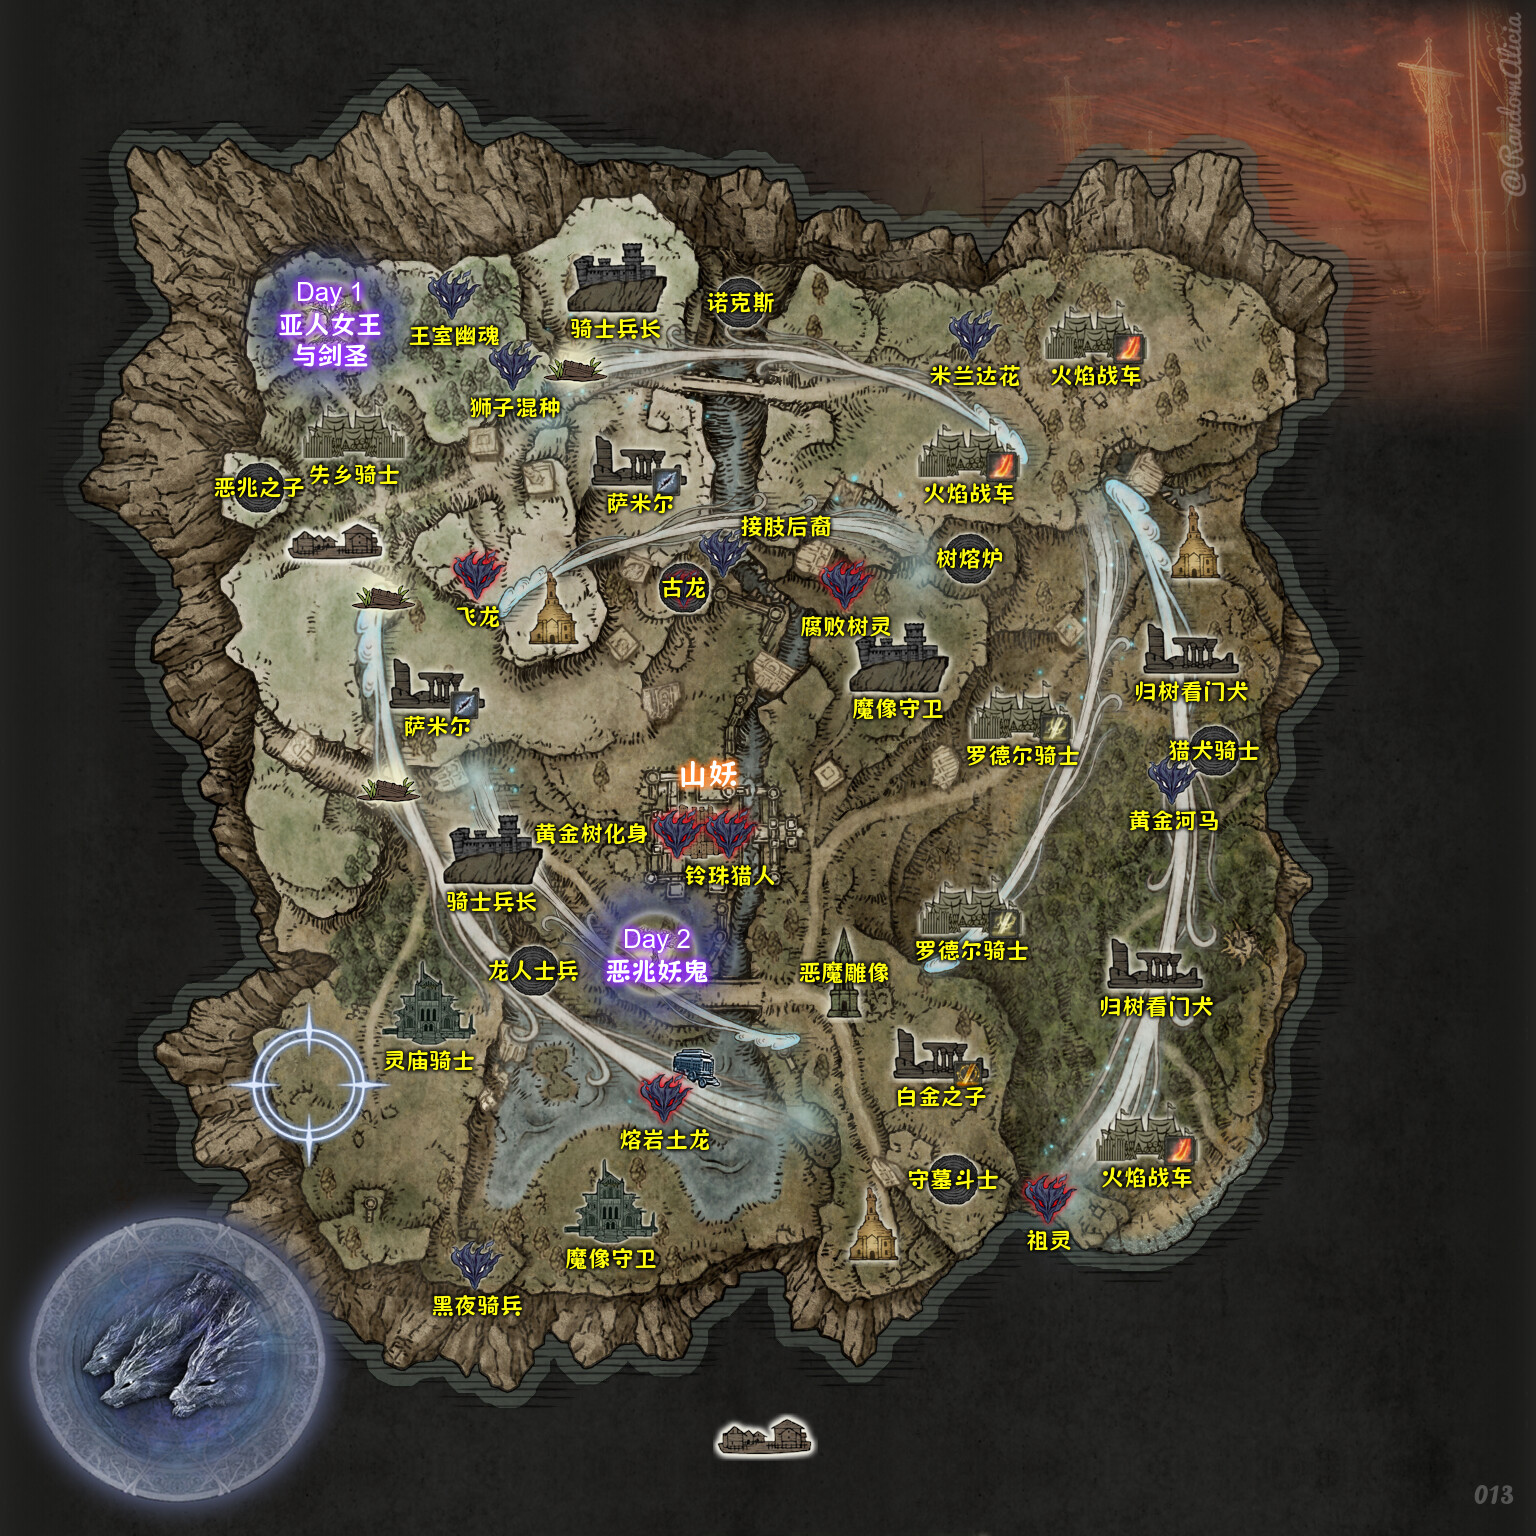 @RandomAlicia
Day 1
亚人女王
与剑圣
王室幽魂
骑士兵长
诺克斯
狮子混种
米兰达花
火焰战车
失乡骑士
恶兆之子
萨米尔
火焰战车
接肢后裔
树熔炉
飞龙
古龙
腐败树灵
萨米尔
魔像守卫
归树看门犬
罗德尔骑士
猎犬骑士
山妖
黄金树化身
铃珠猎人
黄金河马
骑士兵长
Day 2
恶兆妖鬼
龙人士兵
恶魔雕像
罗德尔骑士
归树看门犬
灵庙骑士
白金之子
熔岩土龙
守墓斗士
火焰战车
祖灵
魔像守卫
黑夜骑兵
013